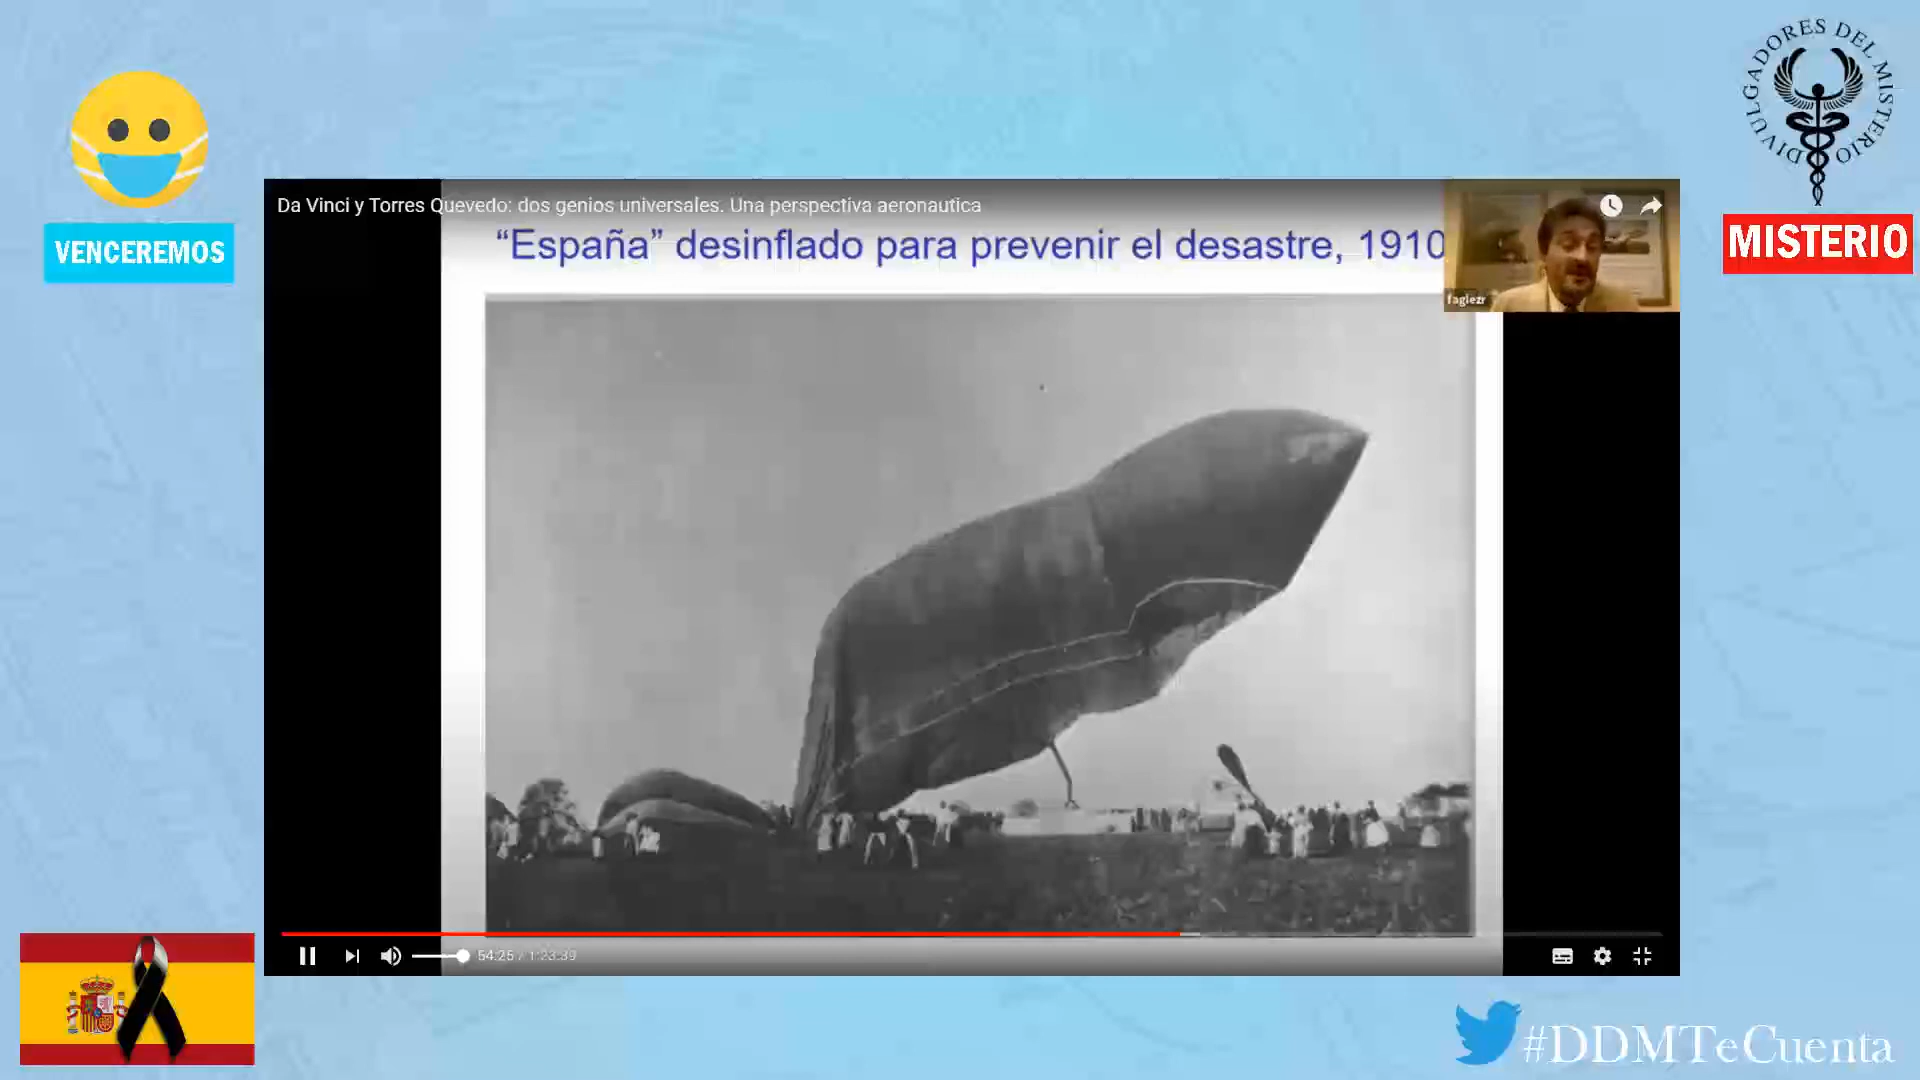 DIVULGADORES DEL MISTERIO
VENCEREMOS
MISTERIO
Da Vinci y Torres Quevedo: dos genios universales. Una perspectiva aeronautica
“España” desinflado para prevenir el desastre, 1910
faglezr
54:25 / 1:23:39
#DDMTeCuenta